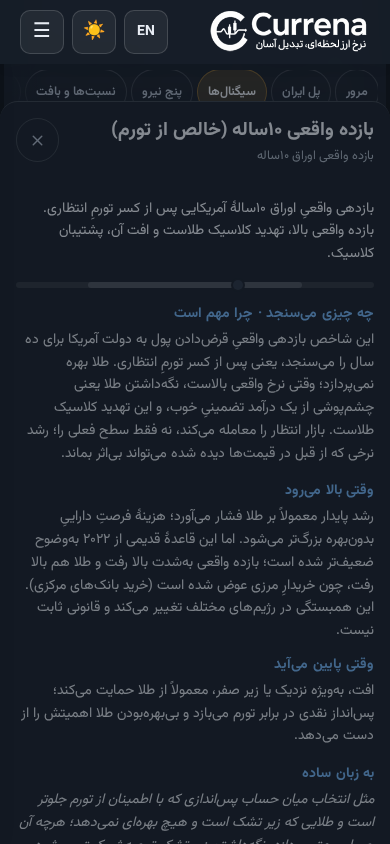 Currena
نرخ ارز لحظه‌ای، تبدیل آسان
EN
مرور
پل ایران
سیگنال‌ها
پنج نیرو
نسبت‌ها و بافت
بازده واقعی ۱۰ساله (خالص از تورم)
بازده واقعی اوراق ۱۰ساله
بازدهی واقعیِ اوراق ۱۰سالهٔ آمریکایی پس از کسر تورمِ انتظاری.
بازده واقعی بالا، تهدید کلاسیک طلاست و افت آن، پشتیبان
کلاسیک.
چه چیزی می‌سنجد · چرا مهم است
این شاخص بازدهی واقعیِ قرض‌دادن پول به دولت آمریکا برای ده
سال را می‌سنجد، یعنی پس از کسر تورم انتظاری. طلا بهره
نمی‌پردازد؛ وقتی نرخ واقعی بالاست، نگه‌داشتن طلا یعنی
چشم‌پوشی از یک درآمد تضمینیِ خوب، و این تهدید کلاسیک
طلاست. بازار انتظار را معامله می‌کند، نه فقط سطح فعلی را؛ رشد
نرخی که از قبل در قیمت‌ها دیده شده می‌تواند بی‌اثر بماند.
وقتی بالا می‌رود
رشد پایدار معمولاً بر طلا فشار می‌آورد؛ هزینهٔ فرصتِ داراییِ
بدون‌بهره بزرگ‌تر می‌شود. اما این قاعدهٔ قدیمی از ۲۰۲۲ به‌وضوح
ضعیف‌تر شده است؛ بازده واقعی به‌شدت بالا رفت و طلا هم بالا
رفت، چون خریدارِ مرزی عوض شده است (خرید بانک‌های مرکزی).
این همبستگی در رژیم‌های مختلف تغییر می‌کند و قانونی ثابت
نیست.
وقتی پایین می‌آید
افت، به‌ویژه نزدیک یا زیر صفر، معمولاً از طلا حمایت می‌کند؛
پس‌انداز نقدی در برابر تورم می‌بازد و بی‌بهره‌بودن طلا اهمیتش را از
دست می‌دهد.
به زبان ساده
مثل انتخاب میان حساب پس‌اندازی که با اطمینان از تورم جلوتر
است و طلایی که زیر تشک است و هیچ بهره‌ای نمی‌دهد؛ هرچه آن